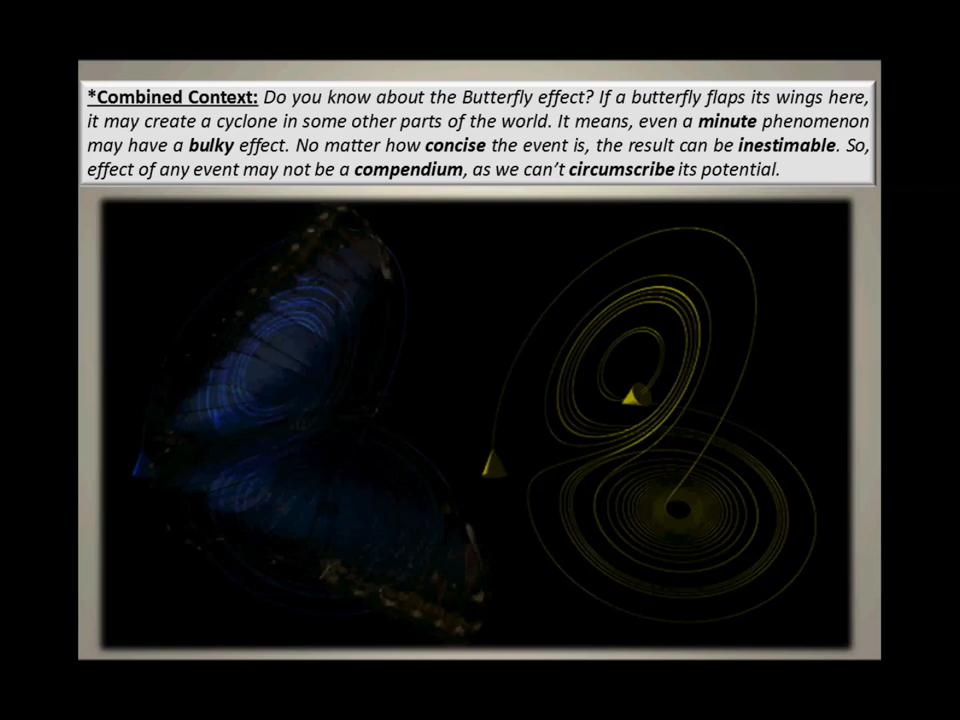 *Combined Context: Do you know about the Butterfly effect? If a butterfly flaps its wings here,
it may create a cyclone in some other parts of the world. It means, even a minute phenomenon
may have a bulky effect. No matter how concise the event is, the result can be inestimable. So,
effect of any event may not be a compendium, as we can't circumscribe its potential.